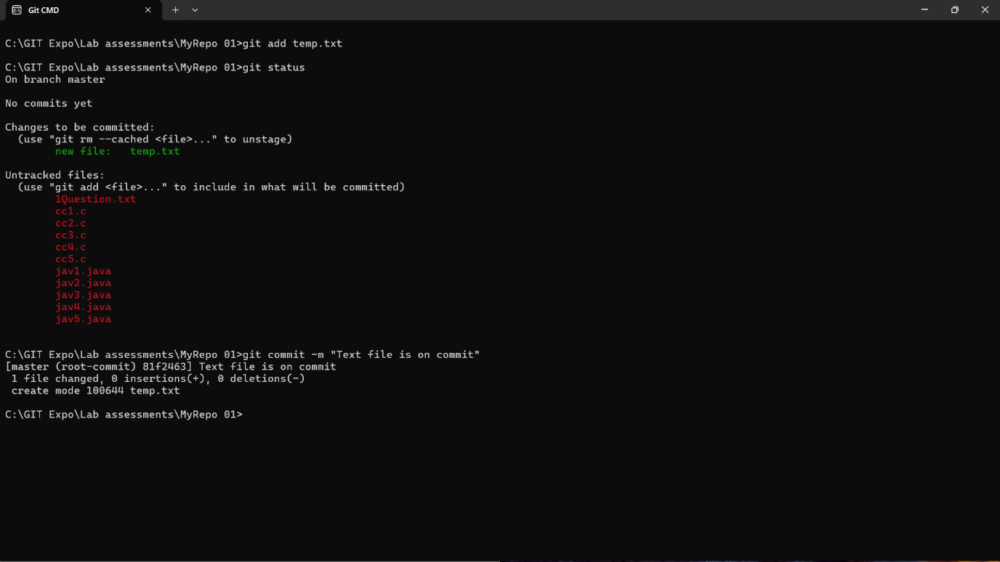 Git CMD
C:\GIT Expo\Lab assessments\MyRepo 01>git add temp.txt
C:\GIT Expo\Lab assessments\MyRepo 01>git status
On branch master
No commits yet
Changes to be committed:
  (use "git rm --cached <file>..." to unstage)
        new file:   temp.txt
Untracked files:
  (use "git add <file>..." to include in what will be committed)
        1Question.txt
        cc1.c
        cc2.c
        cc3.c
        cc4.c
        cc5.c
        jav1.java
        jav2.java
        jav3.java
        jav4.java
        jav5.java
C:\GIT Expo\Lab assessments\MyRepo 01>git commit -m "Text file is on commit"
[master (root-commit) 81f2463] Text file is on commit
 1 file changed, 0 insertions(+), 0 deletions(-)
 create mode 100644 temp.txt
C:\GIT Expo\Lab assessments\MyRepo 01>